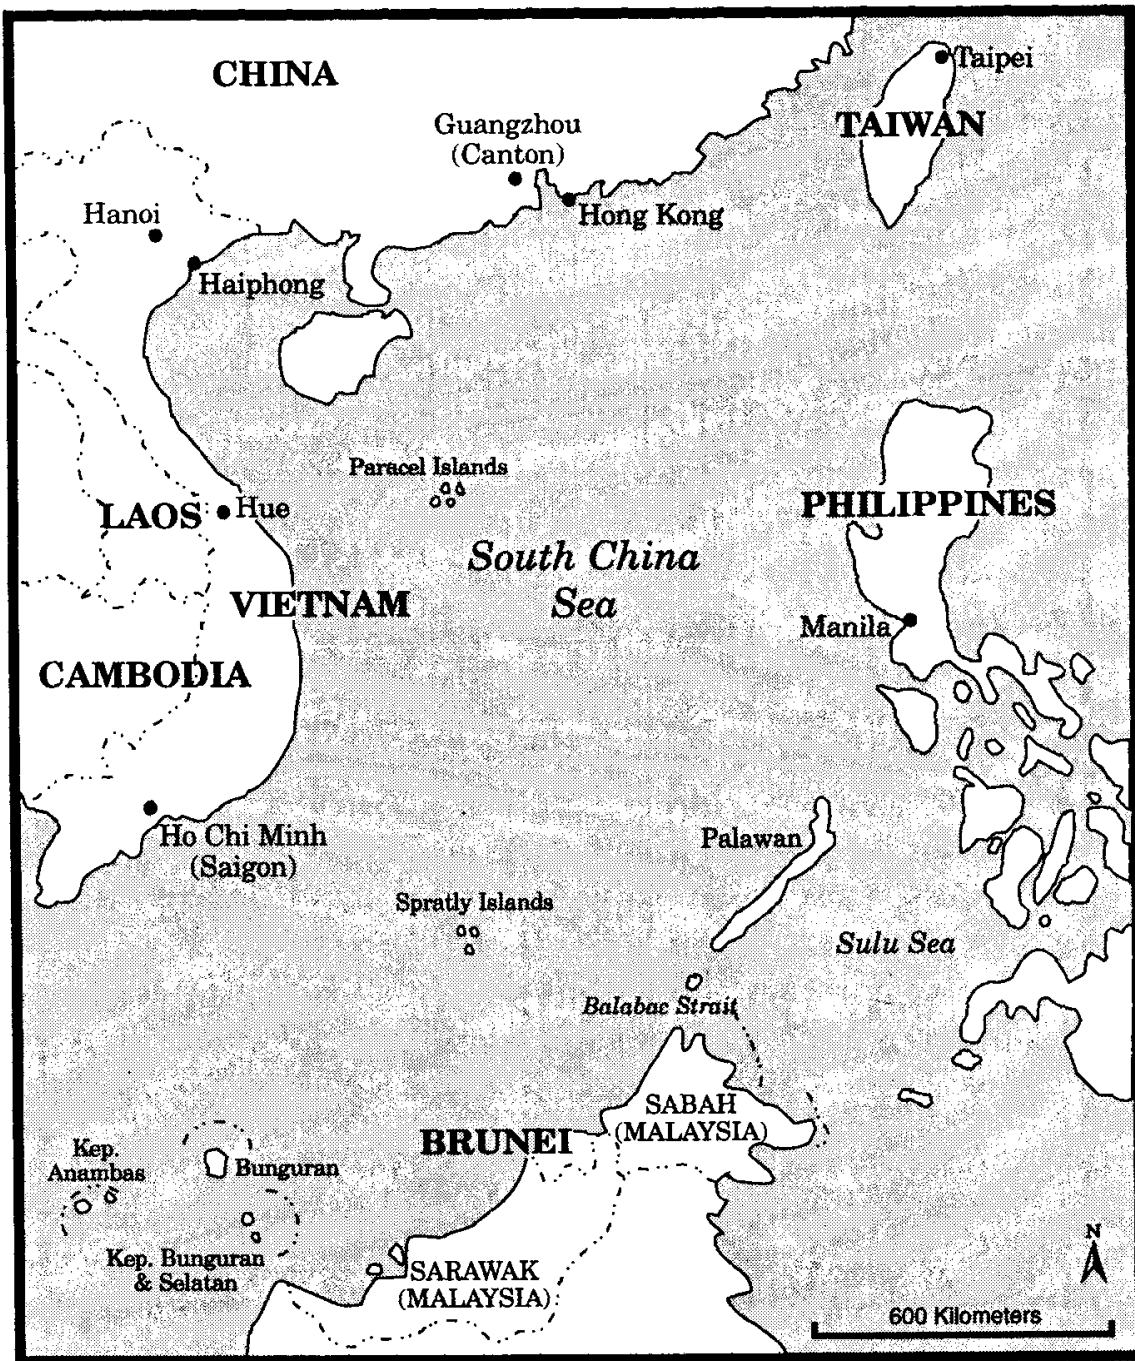 CHINA
Taipei
TAIWAN
Guangzhou
(Canton)
Hong Kong
Hanoi
Haiphong
Paracel Islands
LAOS
Hue
PHILIPPINES
South China
Sea
VIETNAM
Manila
CAMBODIA
Ho Chi Minh
(Saigon)
Palawan
Spratly Islands
Sulu Sea
Balabac Strait
SABAH
(MALAYSIA)
BRUNEI
Kep.
Anambas
Bunguran
Kep. Bunguran
& Selatan
SARAWAK
(MALAYSIA)
N
600 Kilometers